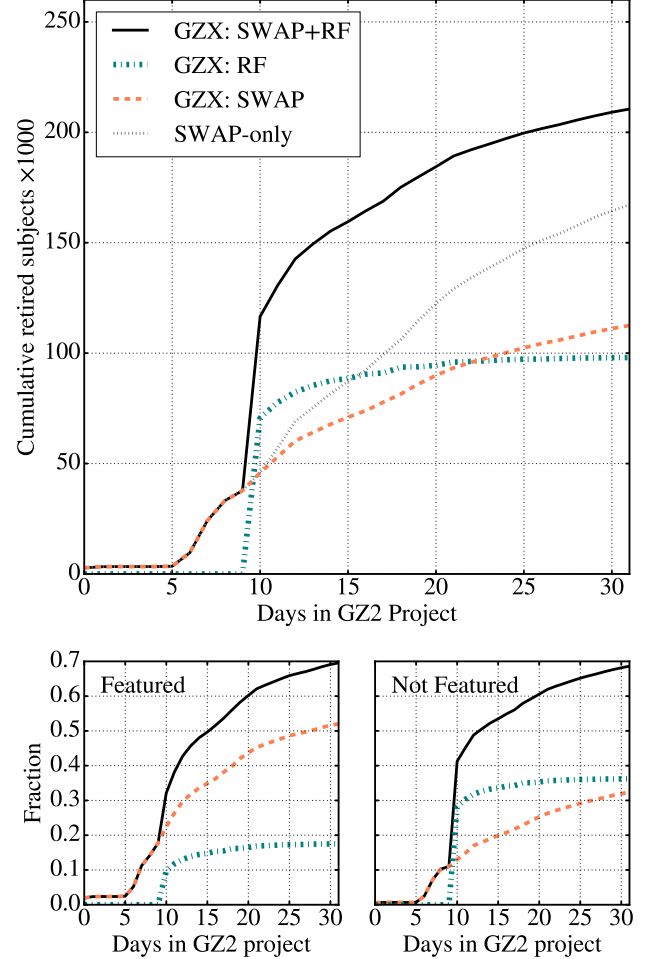 250
200
150
100
50
0
Cumulative retired subjects ×1000
GZX: SWAP+RF
GZX: RF
GZX: SWAP
SWAP-only
0 5 10 15 20 25 30
Days in GZ2 Project
0.7
0.6
0.5
0.4
0.3
0.2
0.1
0.0
Fraction
Featured
0 5 10 15 20 25 30
Days in GZ2 project
Not Featured
0 5 10 15 20 25 30
Days in GZ2 project